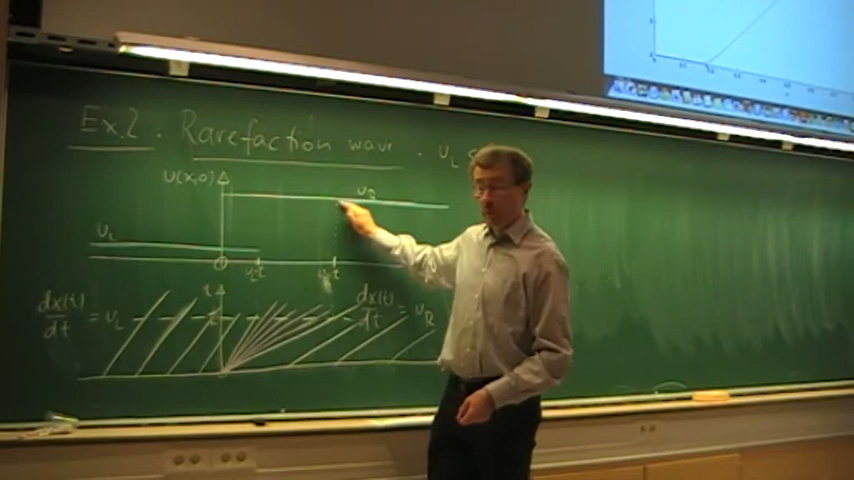 Ex.2. Rarefaction wave. u_L
u(x,0)
u_R
u_L
0 u_L t u_R t
t
dx(t)/dt = u_L dx(t)/dt = u_R